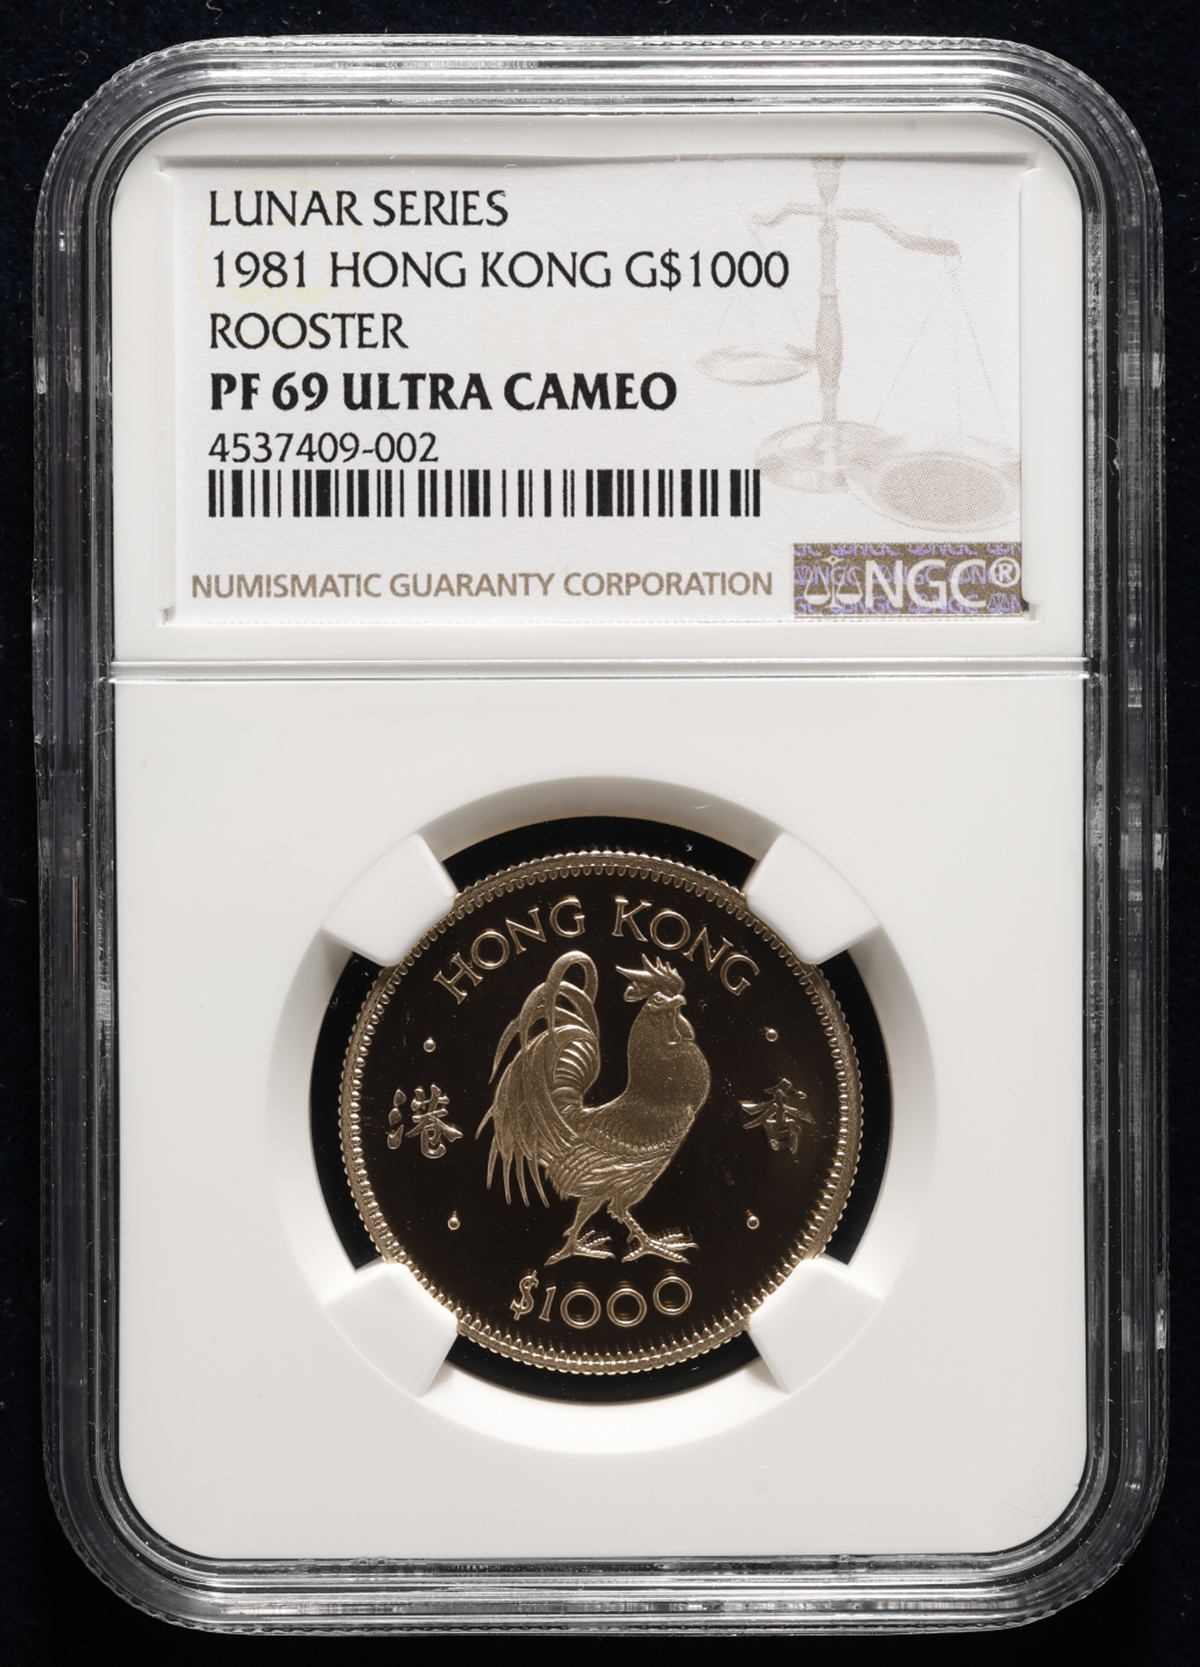 LUNAR SERIES
1981 HONG KONG G$1000
ROOSTER
PF 69 ULTRA CAMEO
4537409-002
NUMISMATIC GUARANTY CORPORATION
NGC®
HONG KONG
港 香
$1000